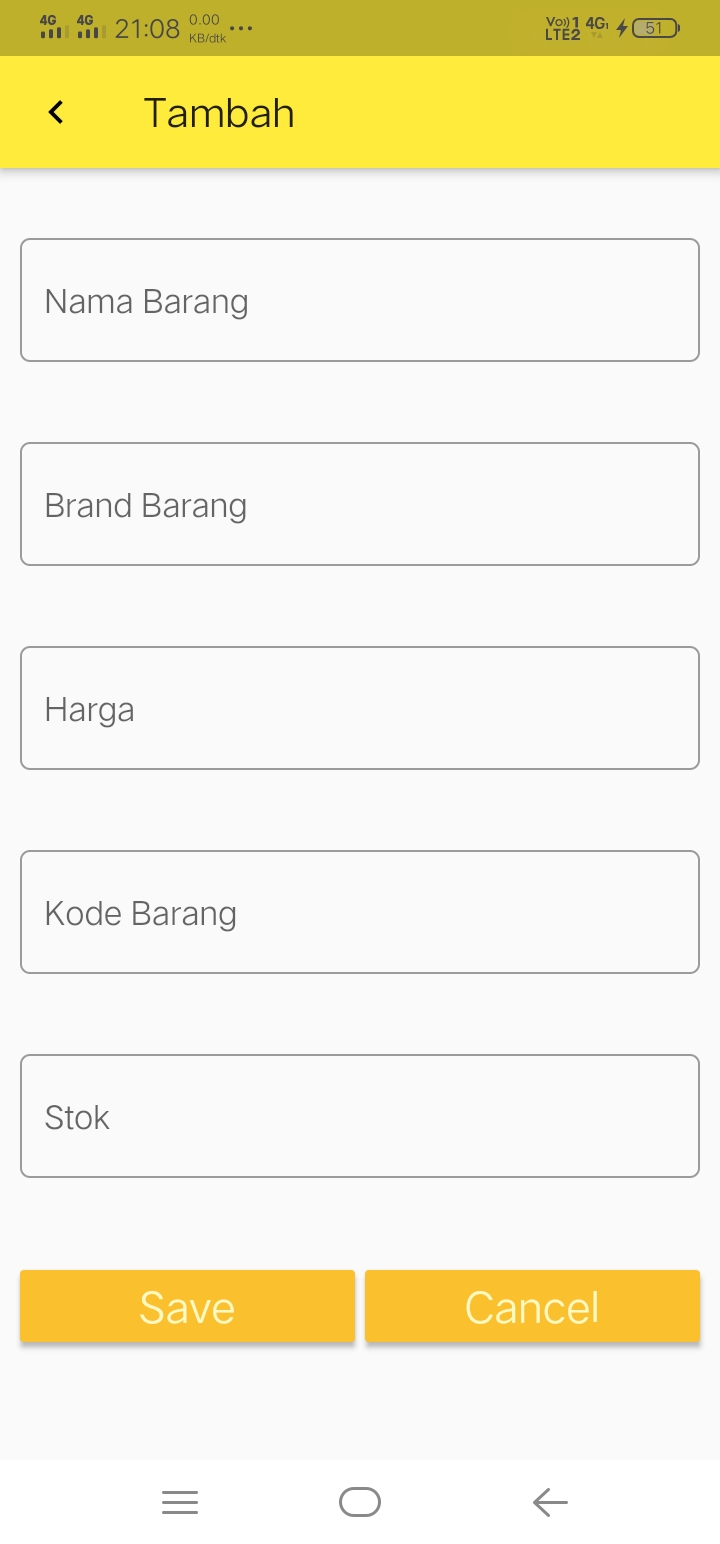 4G 4G 21:08 0.00 KB/dtk ... Vo))1 LTE2 4G 51
Tambah
Nama Barang
Brand Barang
Harga
Kode Barang
Stok
Save Cancel